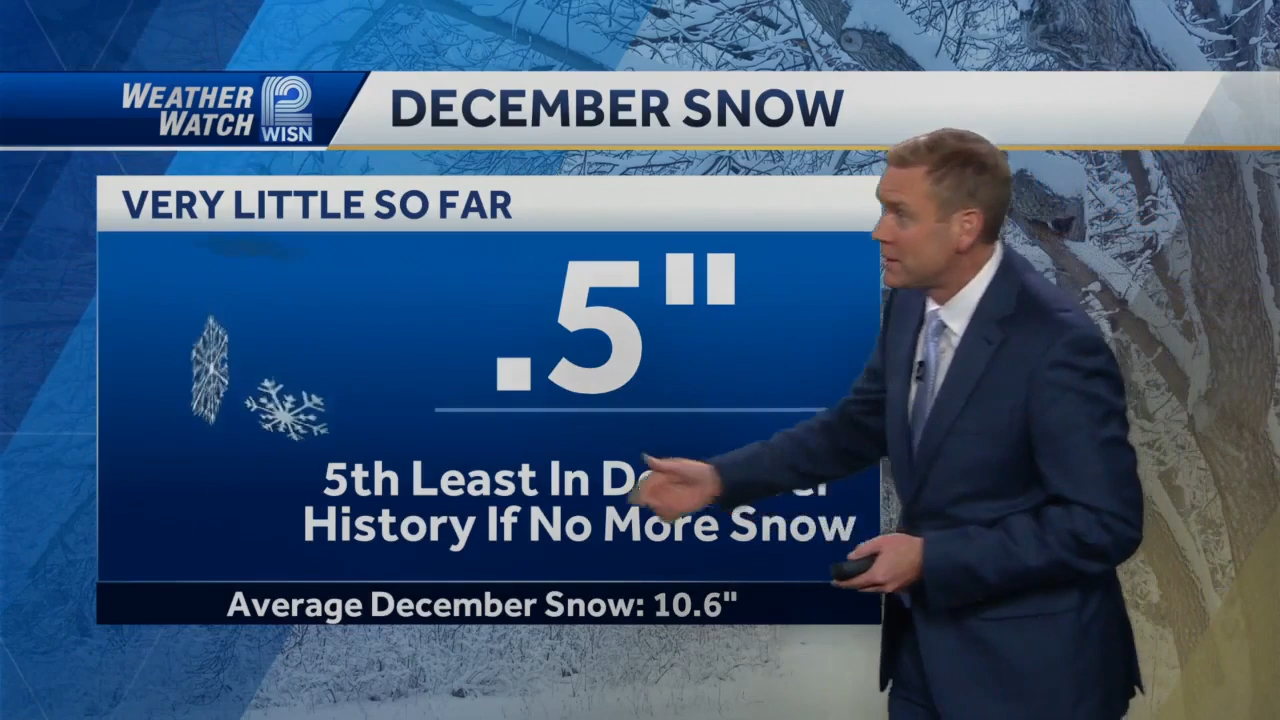 WEATHER
WATCH
12
WISN
DECEMBER SNOW
VERY LITTLE SO FAR
.5"
5th Least In
History If No More Snow
Average December Snow: 10.6"